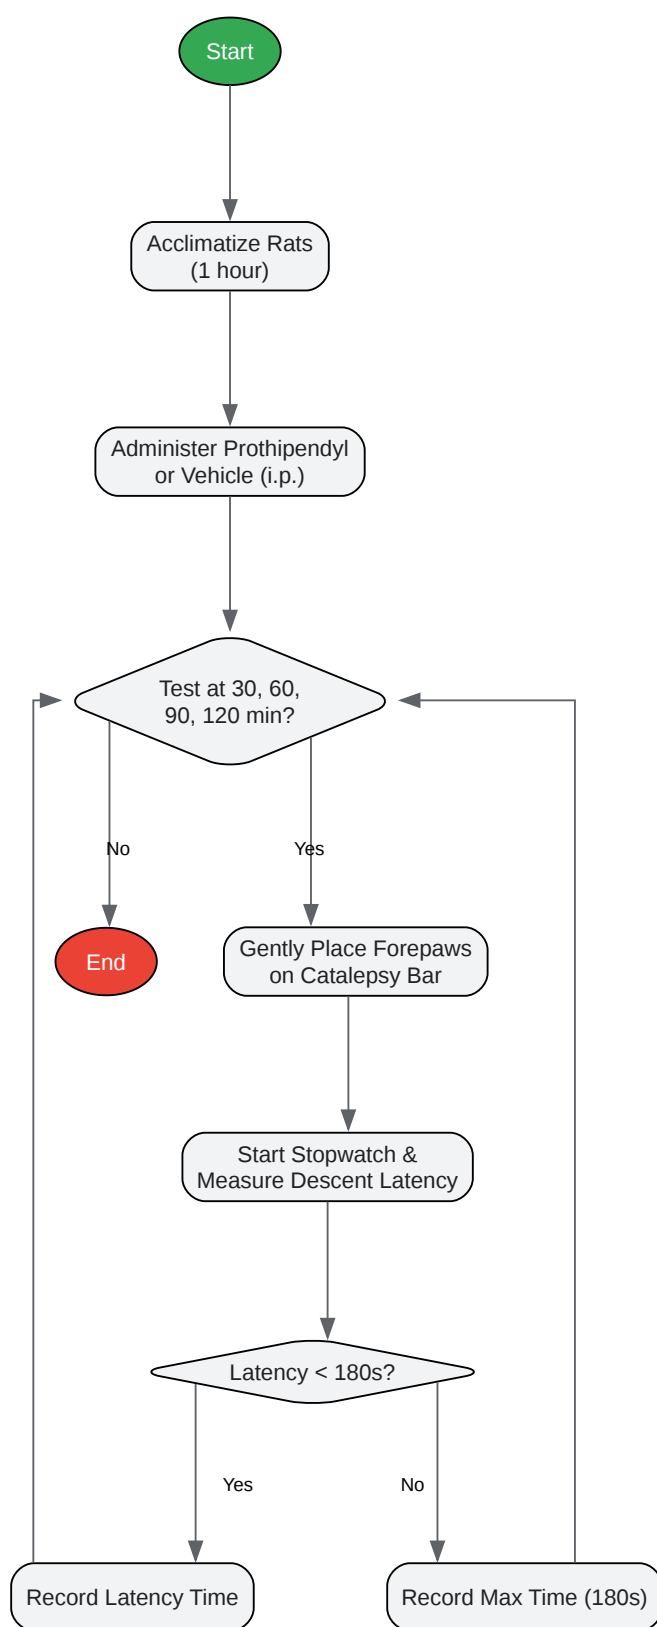 Start
Acclimatize Rats
(1 hour)
Administer Prothipendyl
or Vehicle (i.p.)
Test at 30, 60,
90, 120 min?
No
Yes
End
Gently Place Forepaws
on Catalepsy Bar
Start Stopwatch &
Measure Descent Latency
Latency < 180s?
Yes
No
Record Latency Time
Record Max Time (180s)